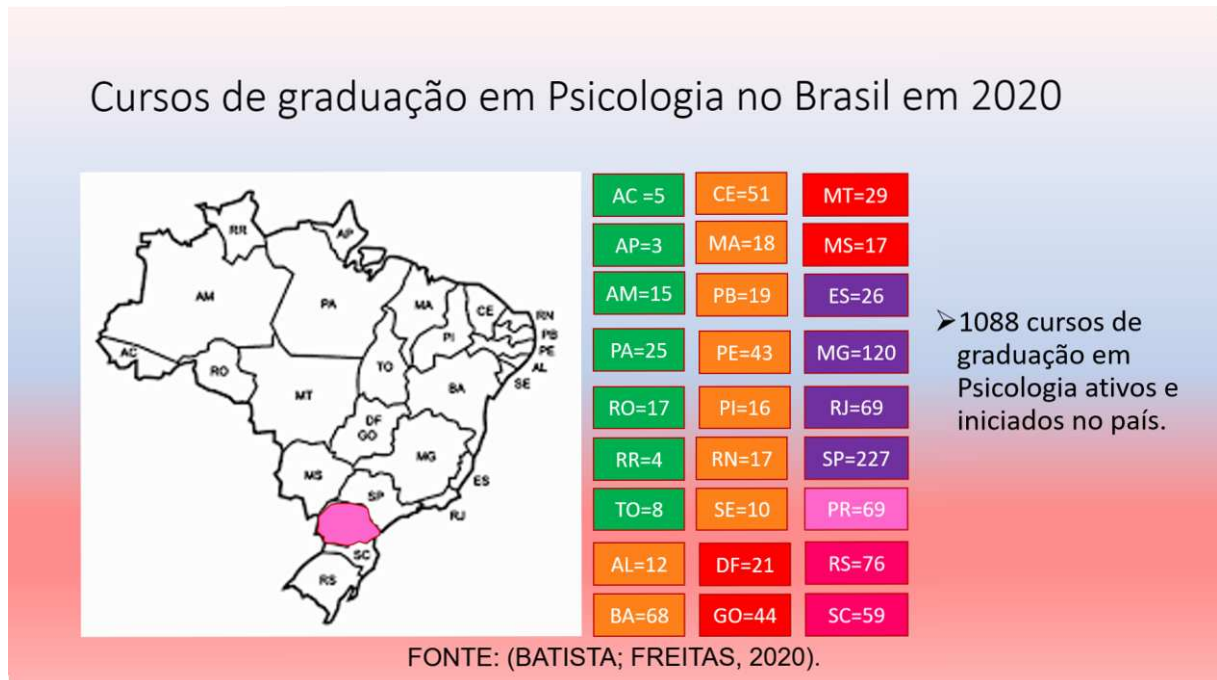 Cursos de graduação em Psicologia no Brasil em 2020
RR
AP
AM
PA
MA
CE
RN
PB
PI
PE
AC
AL
RO
TO
SE
MT
BA
DF
GO
MG
MS
ES
SP
RJ
SC
RS
AC =5
CE=51
MT=29
AP=3
MA=18
MS=17
AM=15
PB=19
ES=26
PA=25
PE=43
MG=120
RO=17
PI=16
RJ=69
RR=4
RN=17
SP=227
TO=8
SE=10
PR=69
AL=12
DF=21
RS=76
BA=68
GO=44
SC=59
➢1088 cursos de
graduação em
Psicologia ativos e
iniciados no país.
FONTE: (BATISTA; FREITAS, 2020).